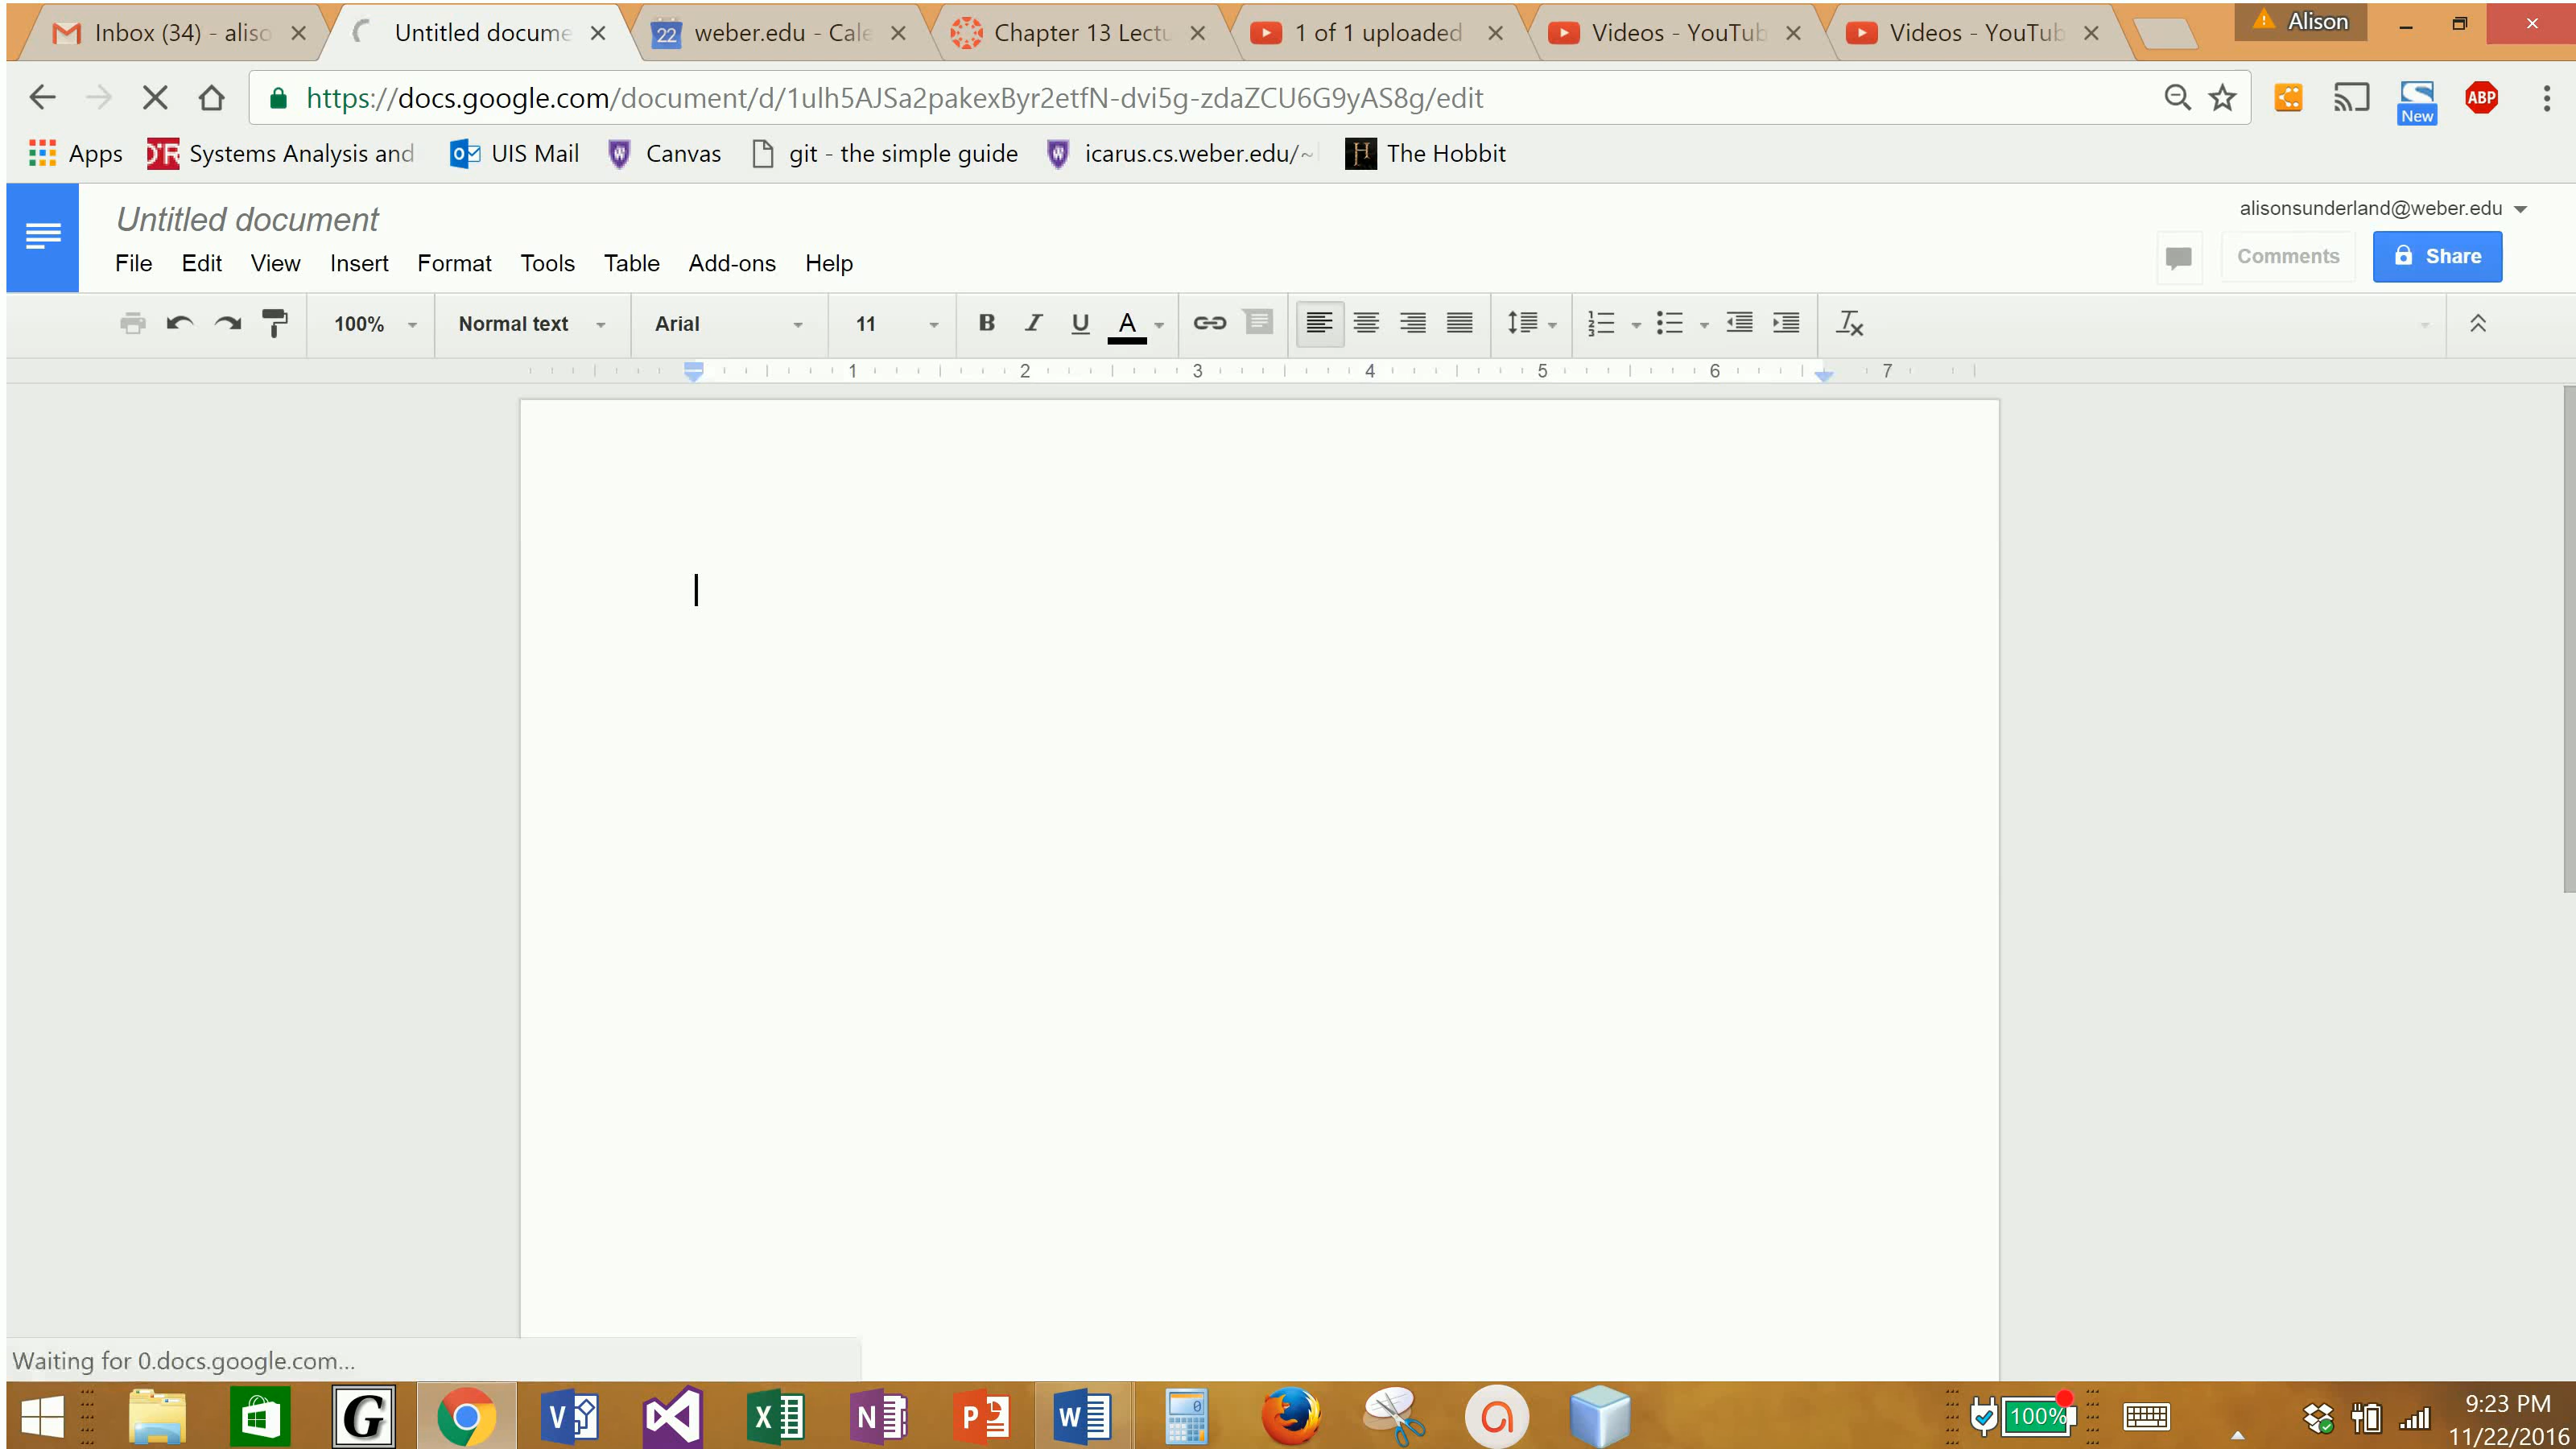 Inbox (34) - aliso
Untitled docume
22 weber.edu - Cale
Chapter 13 Lectu
1 of 1 uploaded
Videos - YouTub
Videos - YouTub
Alison
https://docs.google.com/document/d/1ulh5AJSa2pakexByr2etfN-dvi5g-zdaZCU6G9yAS8g/edit
New
ABP
Apps
Systems Analysis and
UIS Mail
Canvas
git - the simple guide
icarus.cs.weber.edu/~
The Hobbit
Untitled document
alisonsunderland@weber.edu
File Edit View Insert Format Tools Table Add-ons Help
Comments
Share
100% Normal text Arial 11 B I U A
1 2 3 4 5 6 7
Waiting for 0.docs.google.com...
100%
9:23 PM
11/22/2016